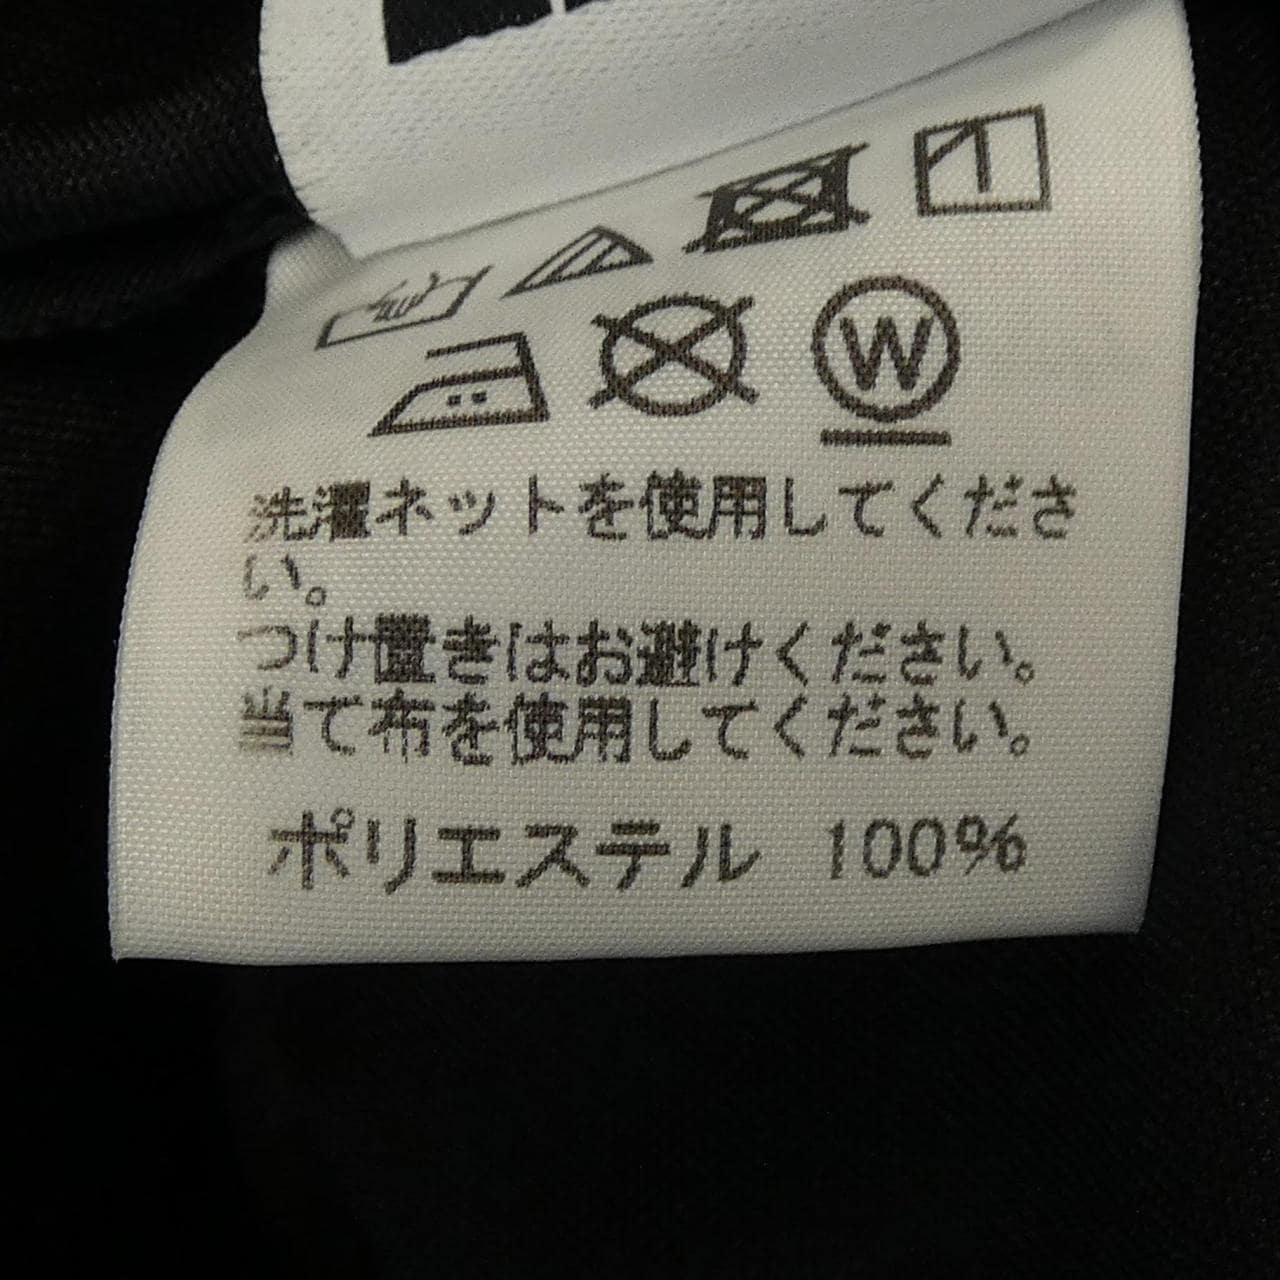 W
洗濯ネットを使用してくださ
い。
つけ置きはお避けください。
当て布を使用してください。
ポリエステル 100%